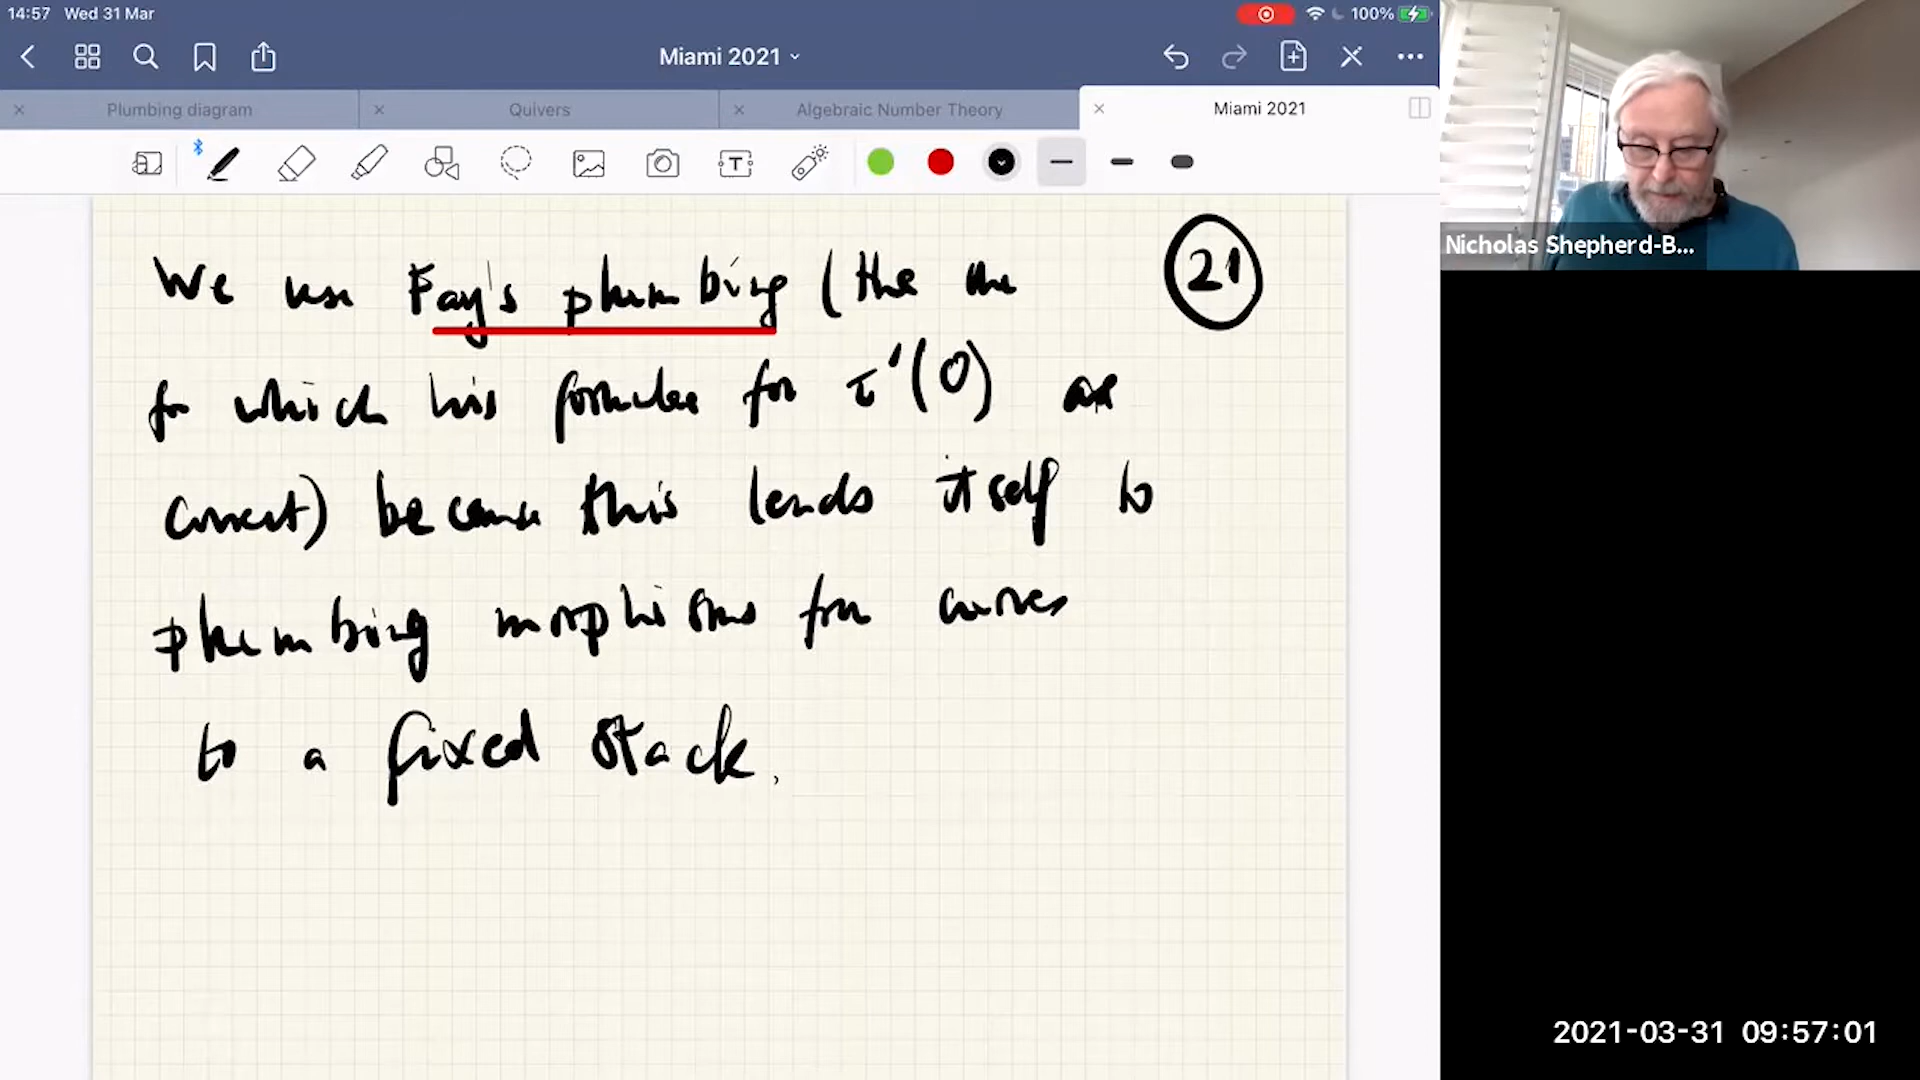 14:57 Wed 31 Mar
100%
Miami 2021
Plumbing diagram
Quivers
Algebraic Number Theory
Miami 2021
We use Fay's plumbing (the one
21
for which his formulae for τ'(0) are
correct) because this lends itself to
plumbing morphisms from curves
to a fixed stack.
Nicholas Shepherd-B...
2021-03-31 09:57:01